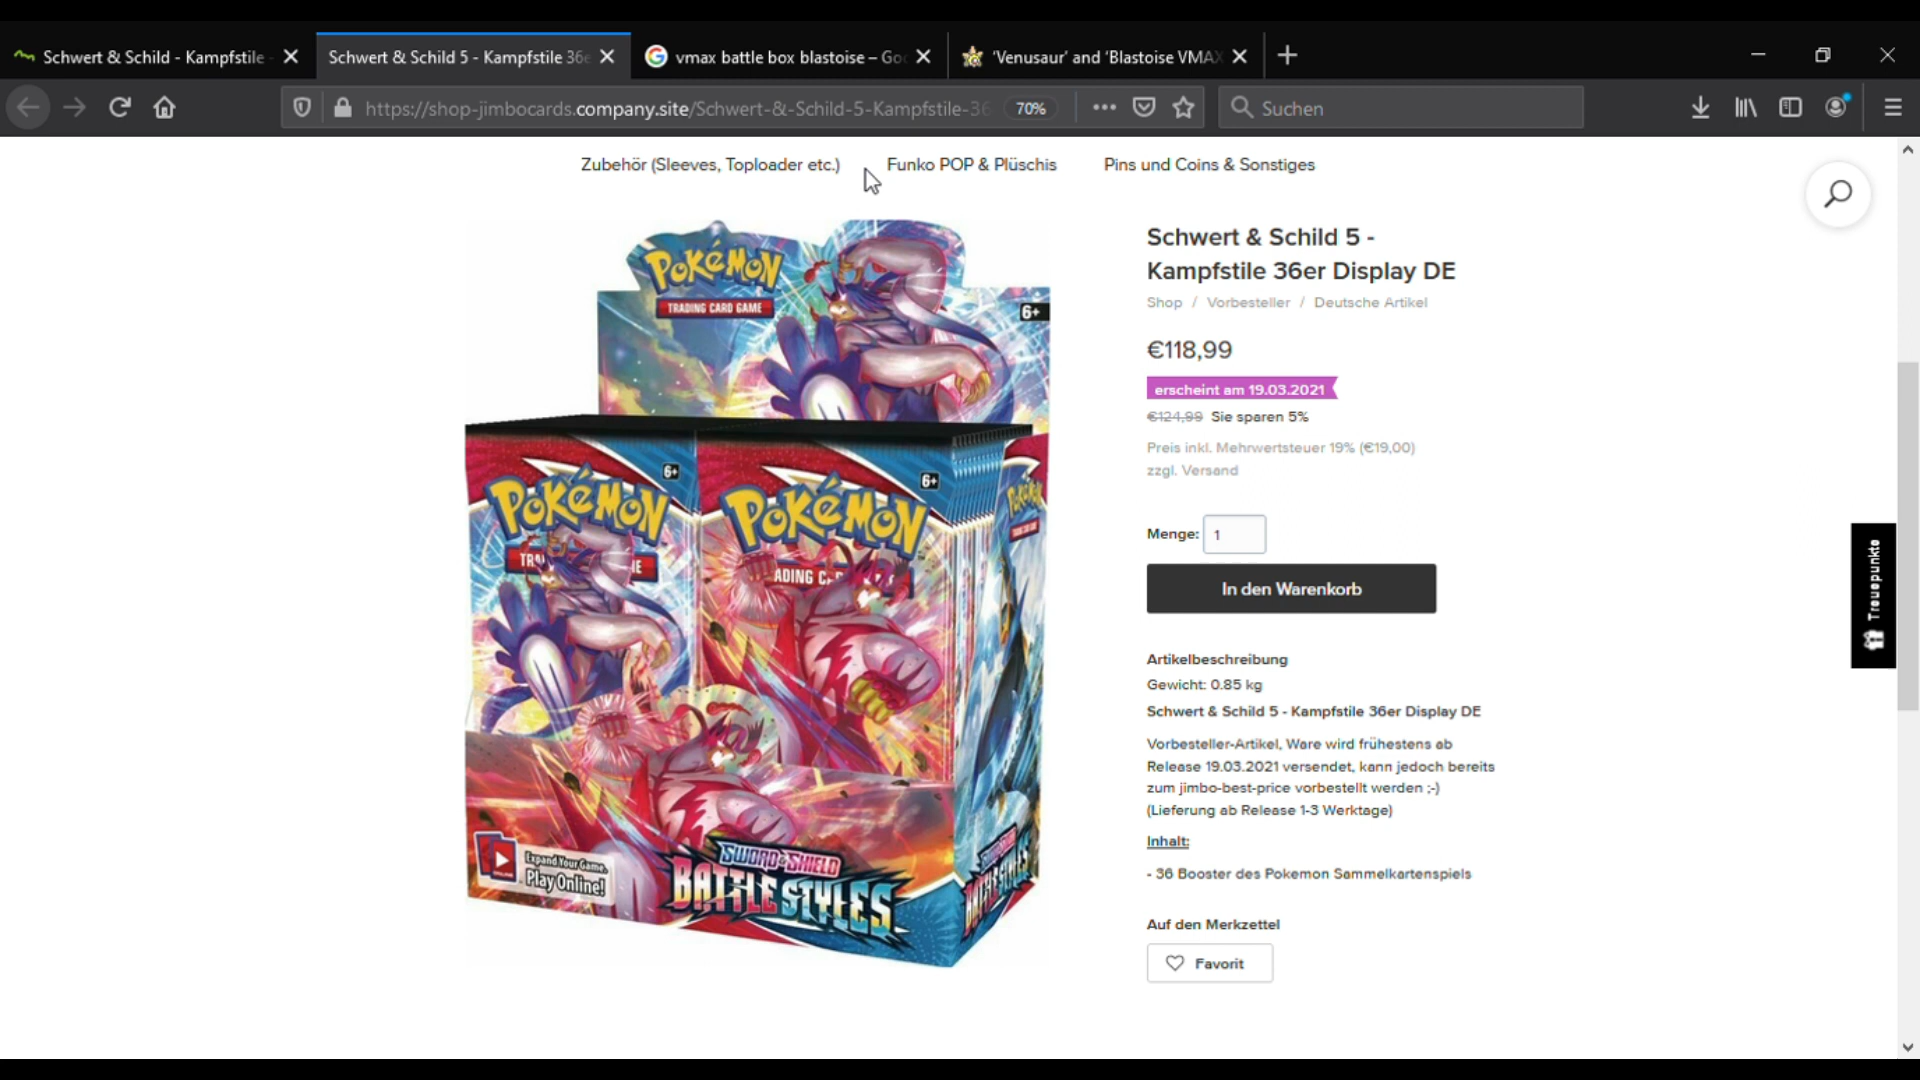 Schwert & Schild - Kampfstile -
Schwert & Schild 5 - Kampfstile 36e
vmax battle box blastoise – Go
'Venusaur' and 'Blastoise VMAX
https://shop-jimbocards.company.site/Schwert-&-Schild-5-Kampfstile-36
70%
Suchen
Zubehör (Sleeves, Toploader etc.)
Funko POP & Plüschis
Pins und Coins & Sonstiges
Schwert & Schild 5 -
Kampfstile 36er Display DE
Shop / Vorbesteller / Deutsche Artikel
€118,99
erscheint am 19.03.2021
€124,99 Sie sparen 5%
Preis inkl. Mehrwertsteuer 19% (€19,00)
zzgl. Versand
Menge: 1
In den Warenkorb
Artikelbeschreibung
Gewicht: 0.85 kg
Schwert & Schild 5 - Kampfstile 36er Display DE
Vorbesteller-Artikel, Ware wird frühestens ab
Release 19.03.2021 versendet, kann jedoch bereits
zum jimbo-best-price vorbestellt werden ;-)
(Lieferung ab Release 1-3 Werktage)
Inhalt:
- 36 Booster des Pokemon Sammelkartenspiels
Auf den Merkzettel
Favorit
Treuepunkte
POKéMON
TRADING CARD GAME
6+
6+
6+
POKéMON
POKéMON
POKéMON
Expand Your Game.
Play Online!
SWORD & SHIELD
BATTLE STYLES
BATTLE STYLES